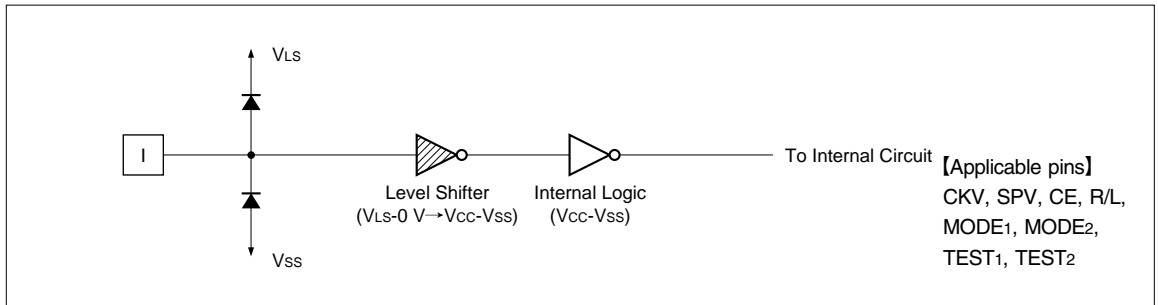 VLS
I
To Internal Circuit
Level Shifter
(VLS-0 V→VCC-VSS)
Internal Logic
(VCC-VSS)
VSS
【Applicable pins】
CKV, SPV, CE, R/L,
MODE1, MODE2,
TEST1, TEST2